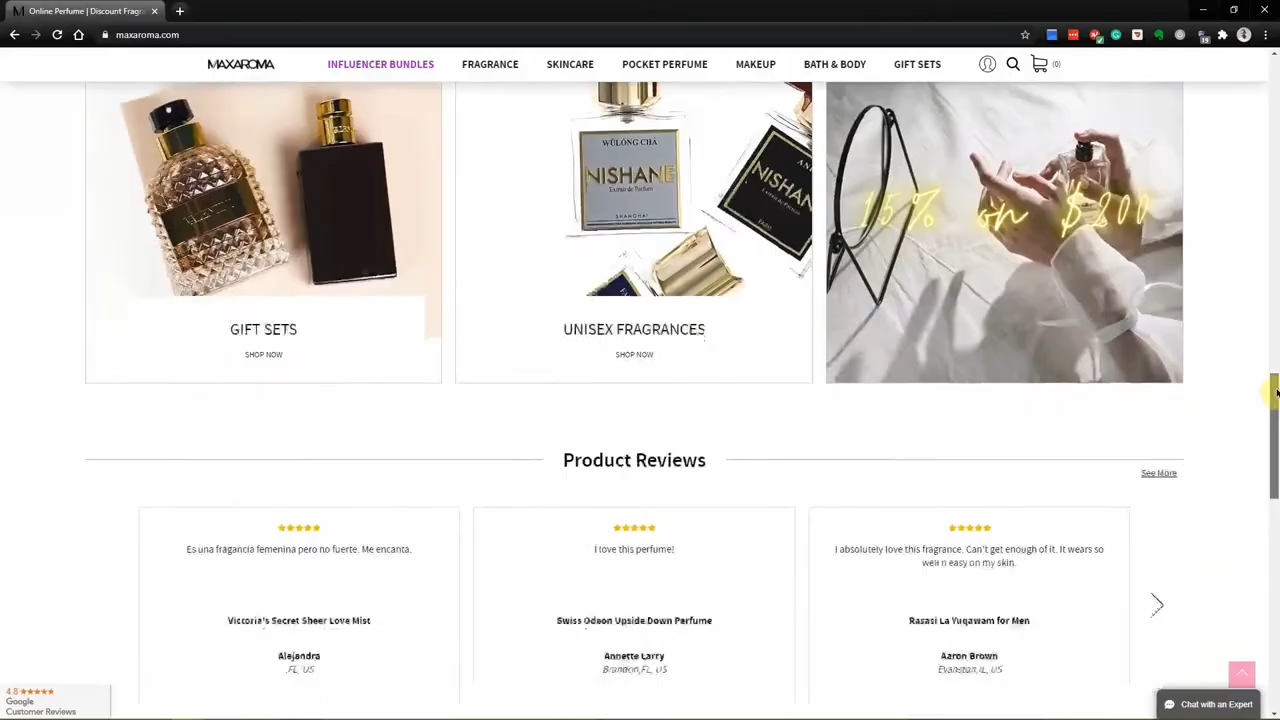 Online Perfume | Discount Fragr
maxaroma.com
MAXAROMA
INFLUENCER BUNDLES
FRAGRANCE
SKINCARE
POCKET PERFUME
MAKEUP
BATH & BODY
GIFT SETS
(0)
WŪLÓNG CHÁ
NISHANE
Extrait de Parfum
SHANGHAI
NISHANE
15% on $200
GIFT SETS
SHOP NOW
UNISEX FRAGRANCES
SHOP NOW
Product Reviews
See More
Es una fragancia femenina pero no fuerte. Me encanta.
Victoria's Secret Sheer Love Mist
Alejandra
FL, US
I love this perfume!
Swiss Odeon Upside Down Perfume
Annette Larry
Brandon,FL, US
I absolutely love this fragrance. Can't get enough of it. It wears so
well n easy on my skin.
Rasasi La Yuqawam for Men
Aaron Brown
Evanston,IL, US
4.8
Google
Customer Reviews
Chat with an Expert